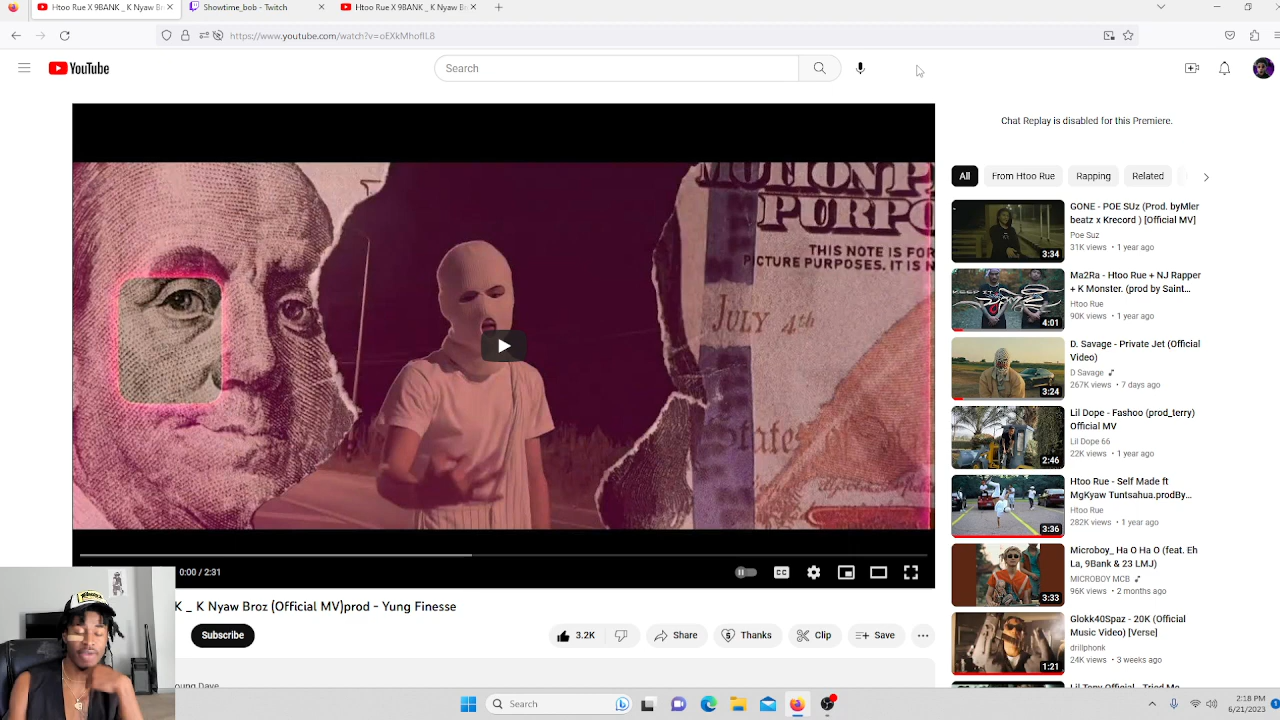 Htoo Rue X 9BANK _ K Nyaw Br
Showtime_bob - Twitch
Htoo Rue X 9BANK _ K Nyaw B
https://www.youtube.com/watch?v=oEXkMhofIL8
YouTube
Search
Chat Replay is disabled for this Premiere.
All
From Htoo Rue
Rapping
Related
MOTION P
PURPO
THIS NOTE IS FOR
PICTURE PURPOSES. IT IS N
July 4th
GONE - POE SUz (Prod. byMler
beatz x Krecord ) [Official MV]
Poe Suz
31K views • 1 year ago
3:34
Ma2Ra - Htoo Rue + NJ Rapper
+ K Monster. (prod by Saint...
Htoo Rue
90K views • 1 year ago
4:01
D. Savage - Private Jet (Official
Video)
D Savage
267K views • 7 days ago
3:24
Lil Dope - Fashoo (prod_terry)
Official MV
Lil Dope 66
22K views • 1 year ago
2:46
Htoo Rue - Self Made ft
MgKyaw Tuntsahua.prodBy...
Htoo Rue
282K views • 1 year ago
3:36
Microboy_ Ha O Ha O (feat. Eh
La, 9Bank & 23 LMJ)
MICROBOY MCB
96K views • 2 months ago
3:33
Glokk40Spaz - 20K (Official
Music Video) [Verse]
drillphonk
24K views • 3 weeks ago
1:21
0:00 / 2:31
CC
K _ K Nyaw Broz (Official MV)prod - Yung Finesse
Subscribe
3.2K
Share
Thanks
Clip
Save
oung Dave
Search
2:18 PM
6/21/2023